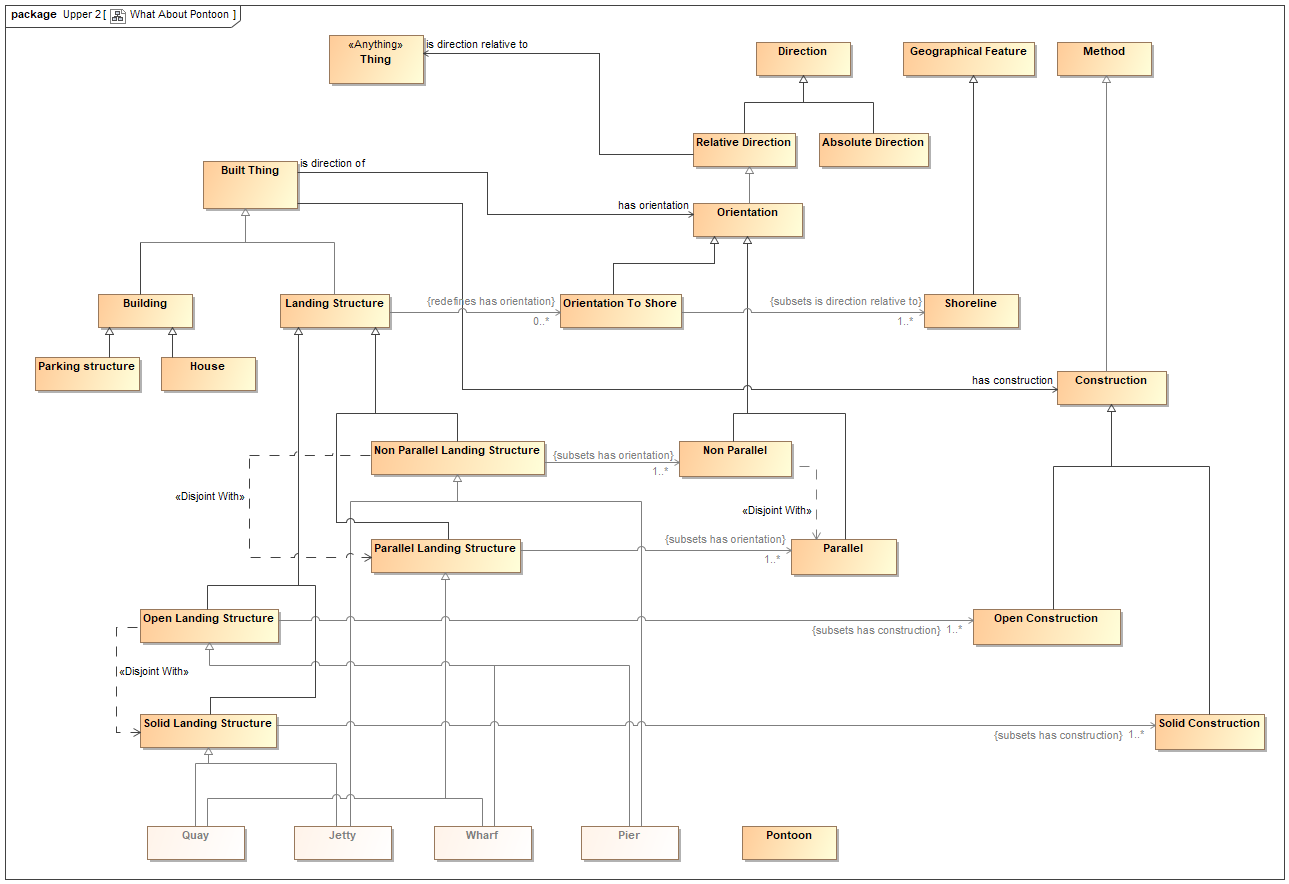 package Upper 2 [ What About Pontoon ]
«Anything»
Thing
is direction relative to
Direction
Geographical Feature
Method
Relative Direction
Absolute Direction
Built Thing
is direction of
has orientation
Orientation
Building
Landing Structure
{redefines has orientation}
0..*
Orientation To Shore
{subsets is direction relative to}
1..*
Shoreline
Parking structure
House
has construction
Construction
Non Parallel Landing Structure
{subsets has orientation}
1..*
Non Parallel
«Disjoint With»
«Disjoint With»
Parallel Landing Structure
{subsets has orientation}
1..*
Parallel
Open Landing Structure
{subsets has construction} 1..*
Open Construction
«Disjoint With»
Solid Landing Structure
{subsets has construction} 1..*
Solid Construction
Quay
Jetty
Wharf
Pier
Pontoon